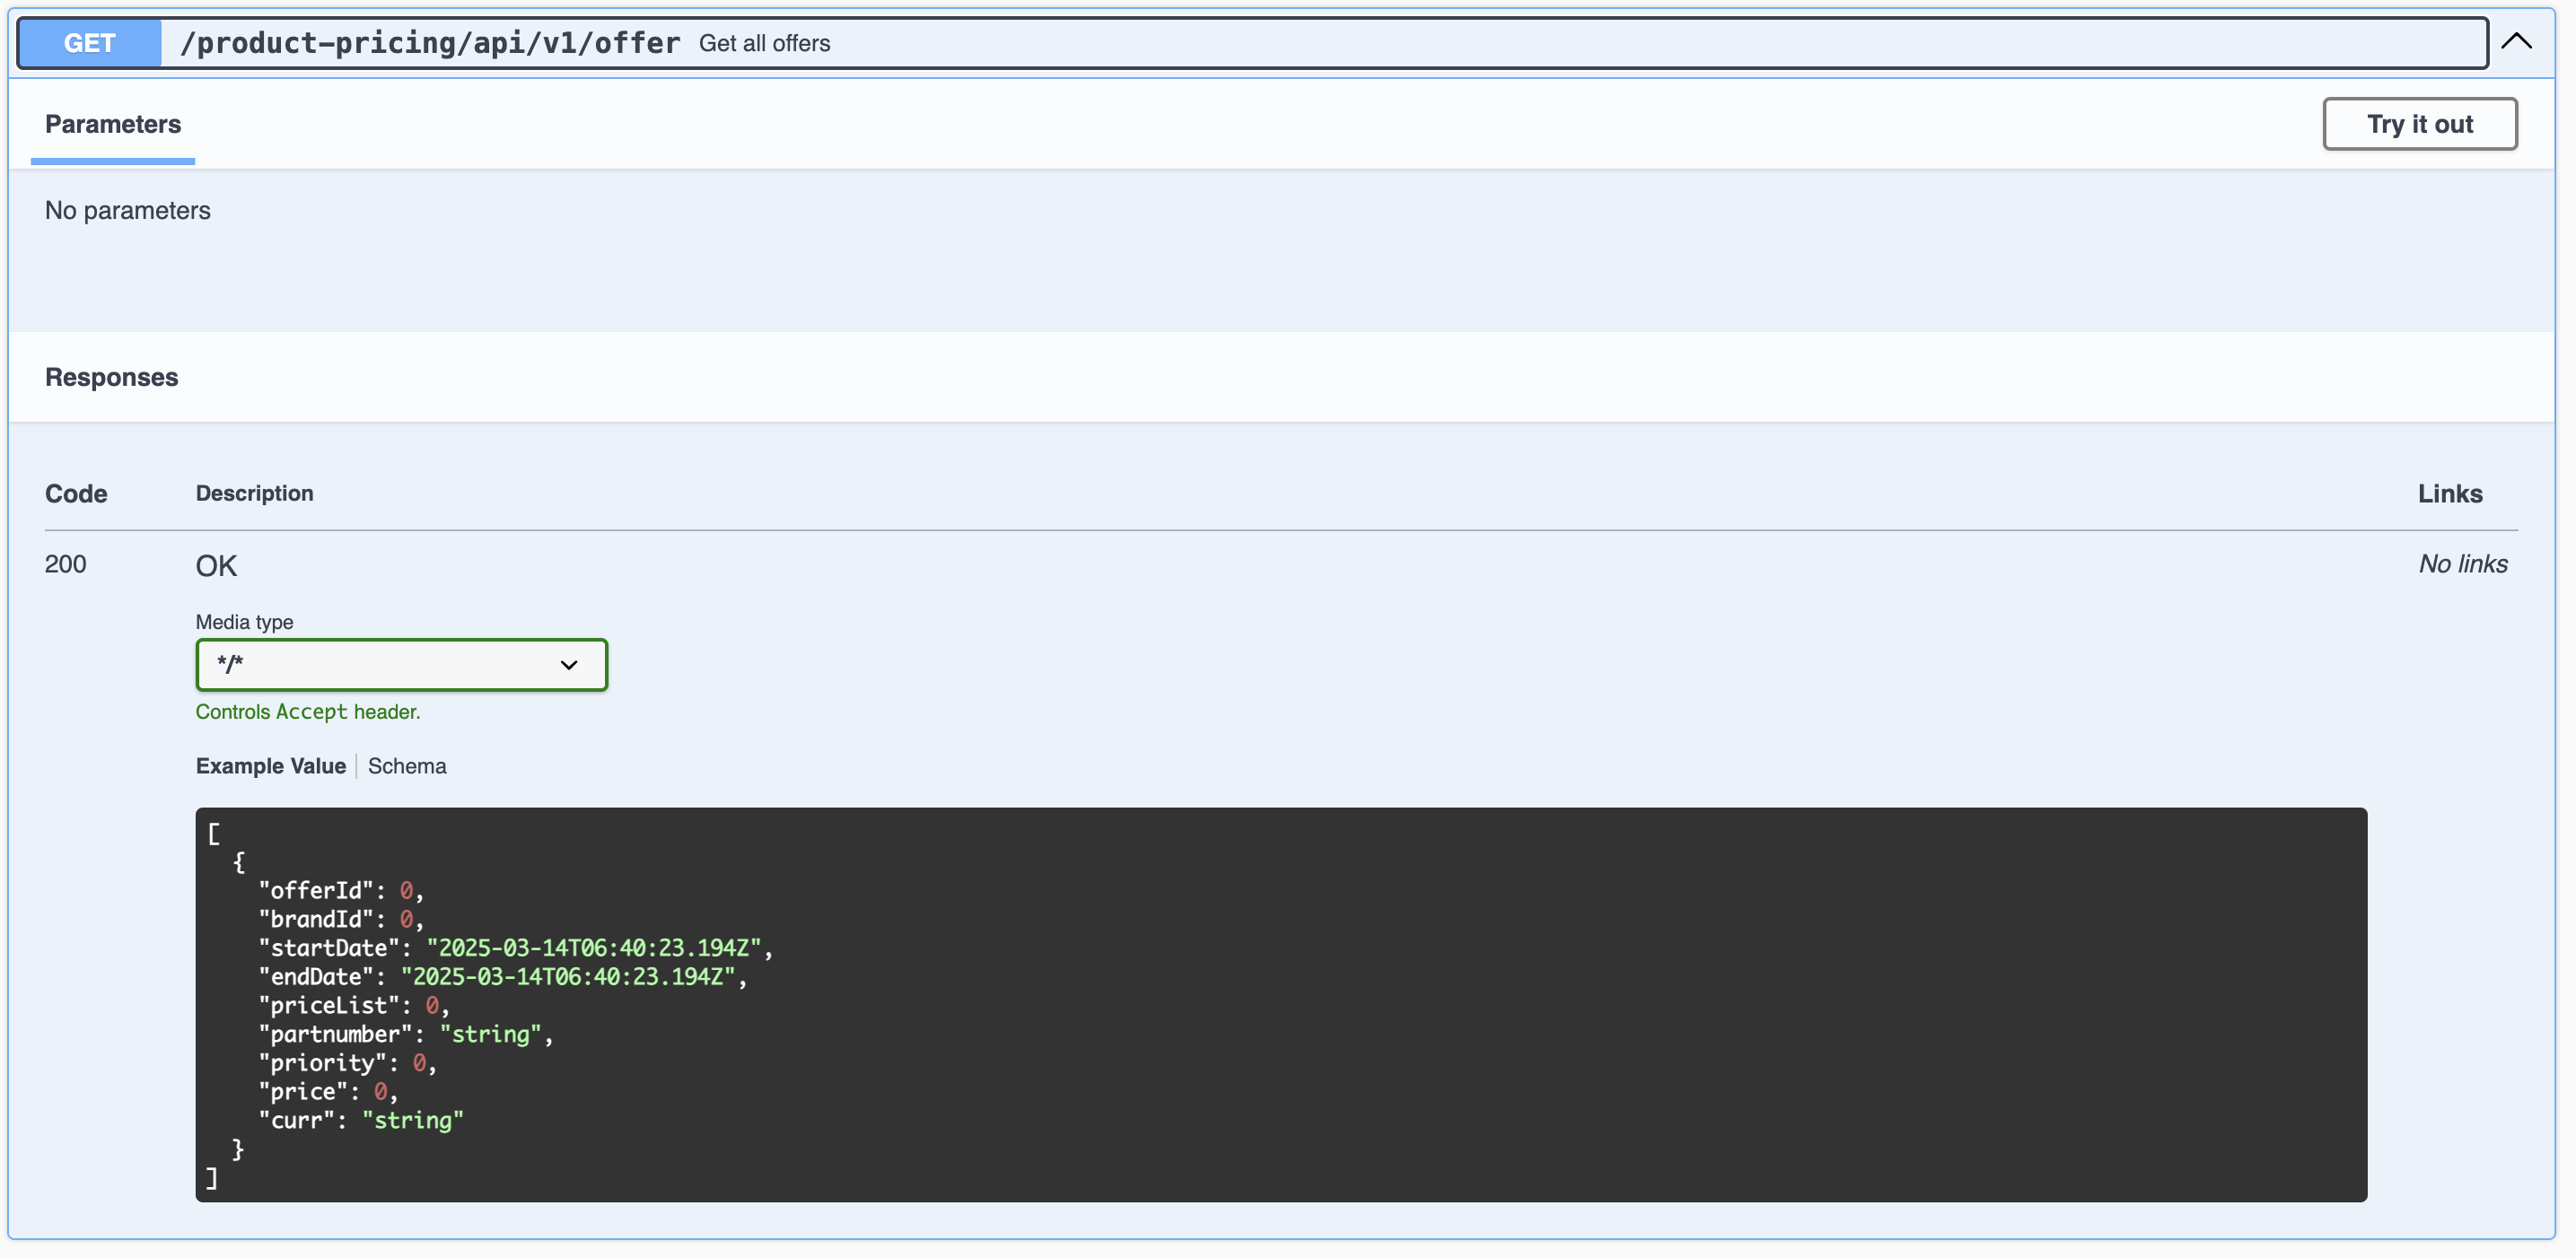 GET /product-pricing/api/v1/offer Get all offers
Parameters Try it out
No parameters
Responses
Code Description Links
200 OK No links
Media type
*/*
Controls Accept header.
Example Value Schema
[
  {
    "offerId": 0,
    "brandId": 0,
    "startDate": "2025-03-14T06:40:23.194Z",
    "endDate": "2025-03-14T06:40:23.194Z",
    "priceList": 0,
    "partnumber": "string",
    "priority": 0,
    "price": 0,
    "curr": "string"
  }
]